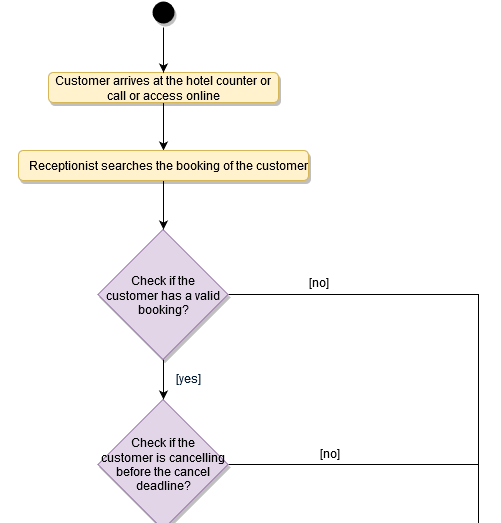 Customer arrives at the hotel counter or
call or access online
Receptionist searches the booking of the customer
Check if the
customer has a valid
booking?
[no]
[yes]
Check if the
customer is cancelling
before the cancel
deadline?
[no]